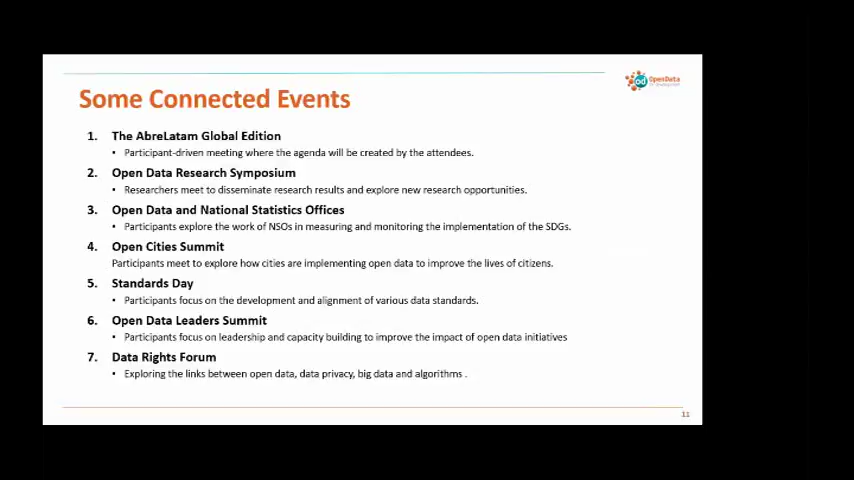 Some Connected Events
OpenData
1. The AbreLatam Global Edition
• Participant-driven meeting where the agenda will be created by the attendees.
2. Open Data Research Symposium
• Researchers meet to disseminate research results and explore new research opportunities.
3. Open Data and National Statistics Offices
• Participants explore the work of NSOs in measuring and monitoring the implementation of the SDGs.
4. Open Cities Summit
Participants meet to explore how cities are implementing open data to improve the lives of citizens.
5. Standards Day
• Participants focus on the development and alignment of various data standards.
6. Open Data Leaders Summit
• Participants focus on leadership and capacity building to improve the impact of open data initiatives
7. Data Rights Forum
• Exploring the links between open data, data privacy, big data and algorithms .
11